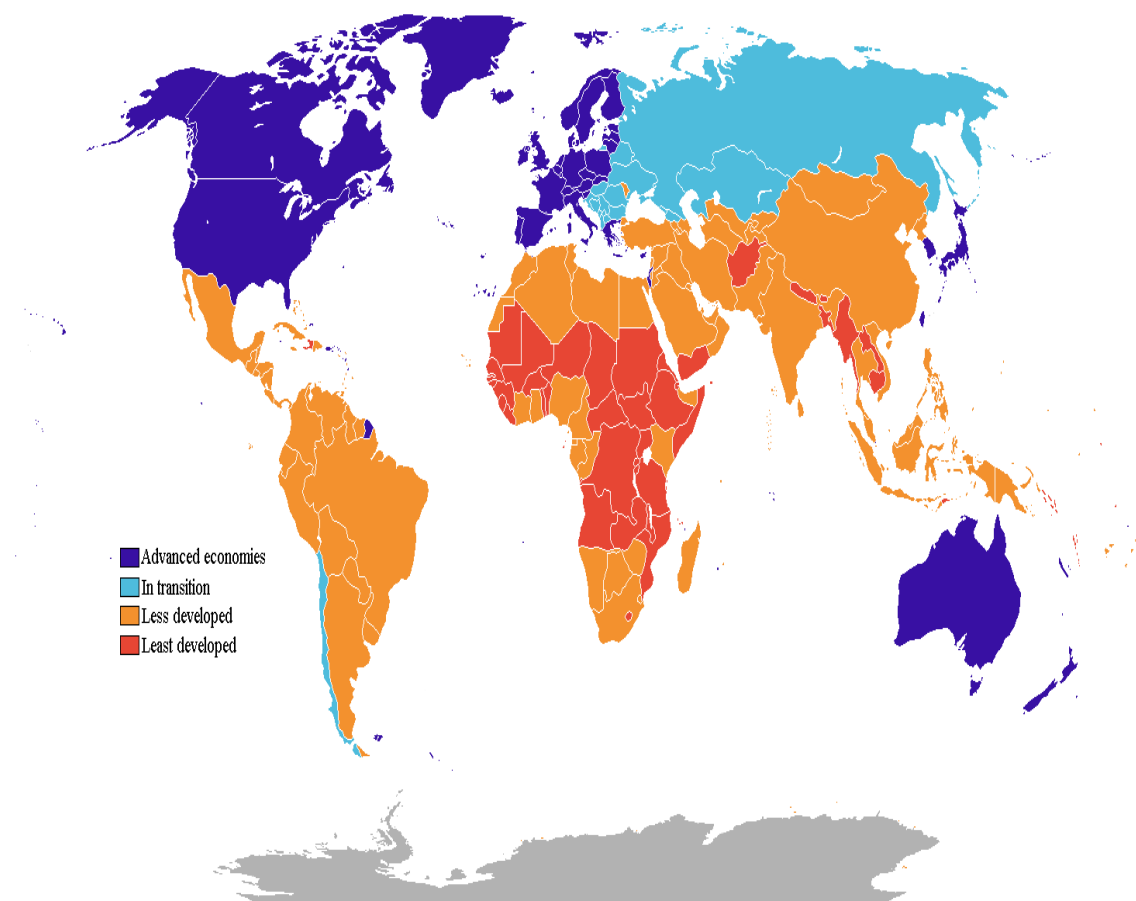 Advanced economies
In transition
Less developed
Least developed